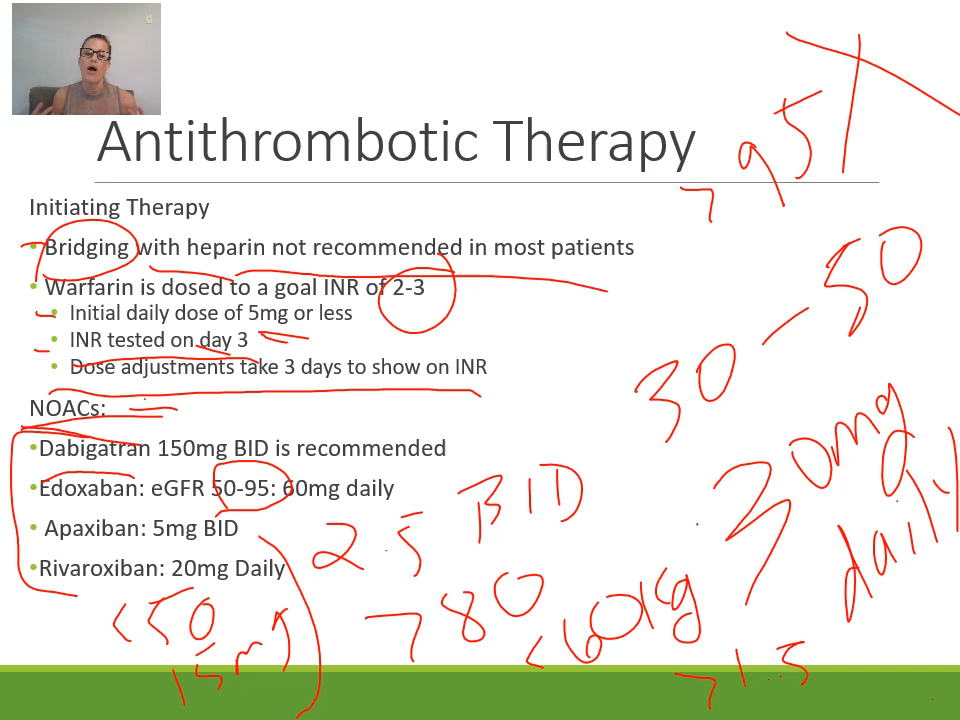 Antithrombotic Therapy
> 95 X
Initiating Therapy
• Bridging with heparin not recommended in most patients
• Warfarin is dosed to a goal INR of 2-3
• Initial daily dose of 5mg or less
• INR tested on day 3
• Dose adjustments take 3 days to show on INR
30 - 50
NOACs:
•Dabigatran 150mg BID is recommended
•Edoxaban: eGFR 50-95: 60mg daily
• Apaxiban: 5mg BID
•Rivaroxiban: 20mg Daily
30mg
daily
2.5 BID
<50
15mg
>80
<60kg
>1.5